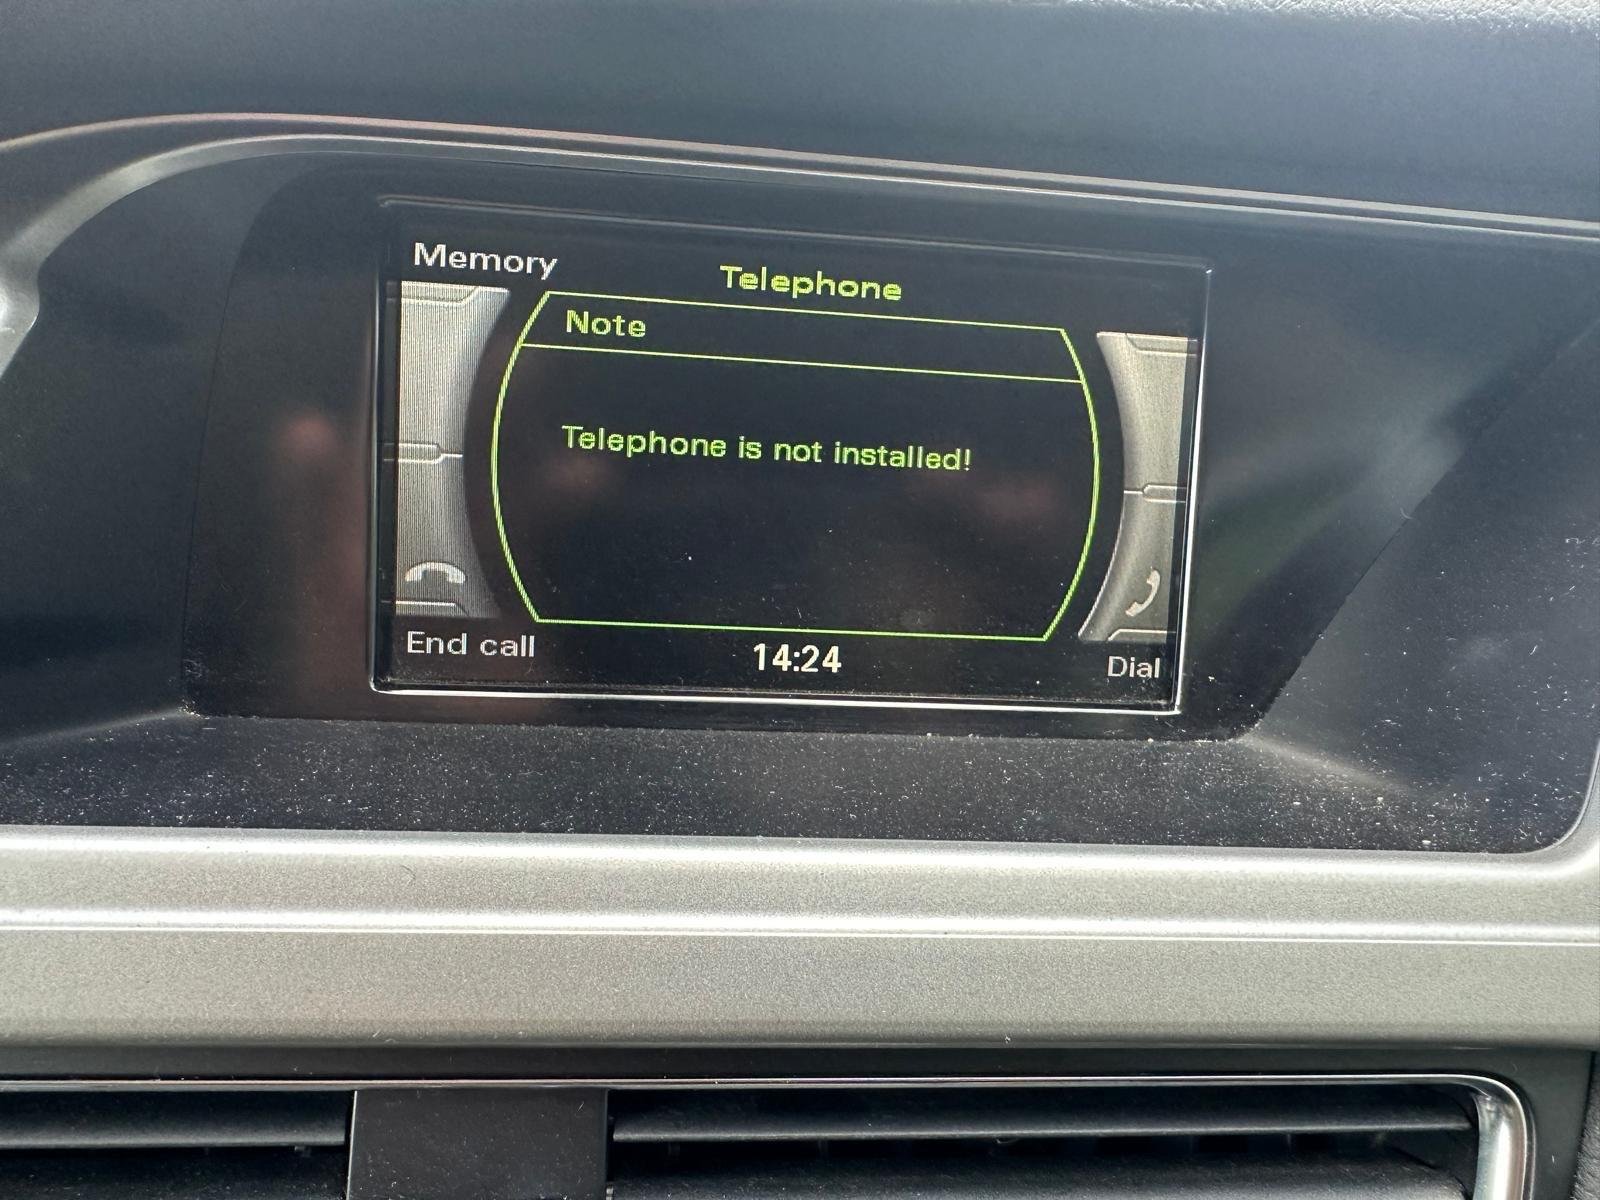 Memory
Telephone
Note
Telephone is not installed!
End call
14:24
Dial